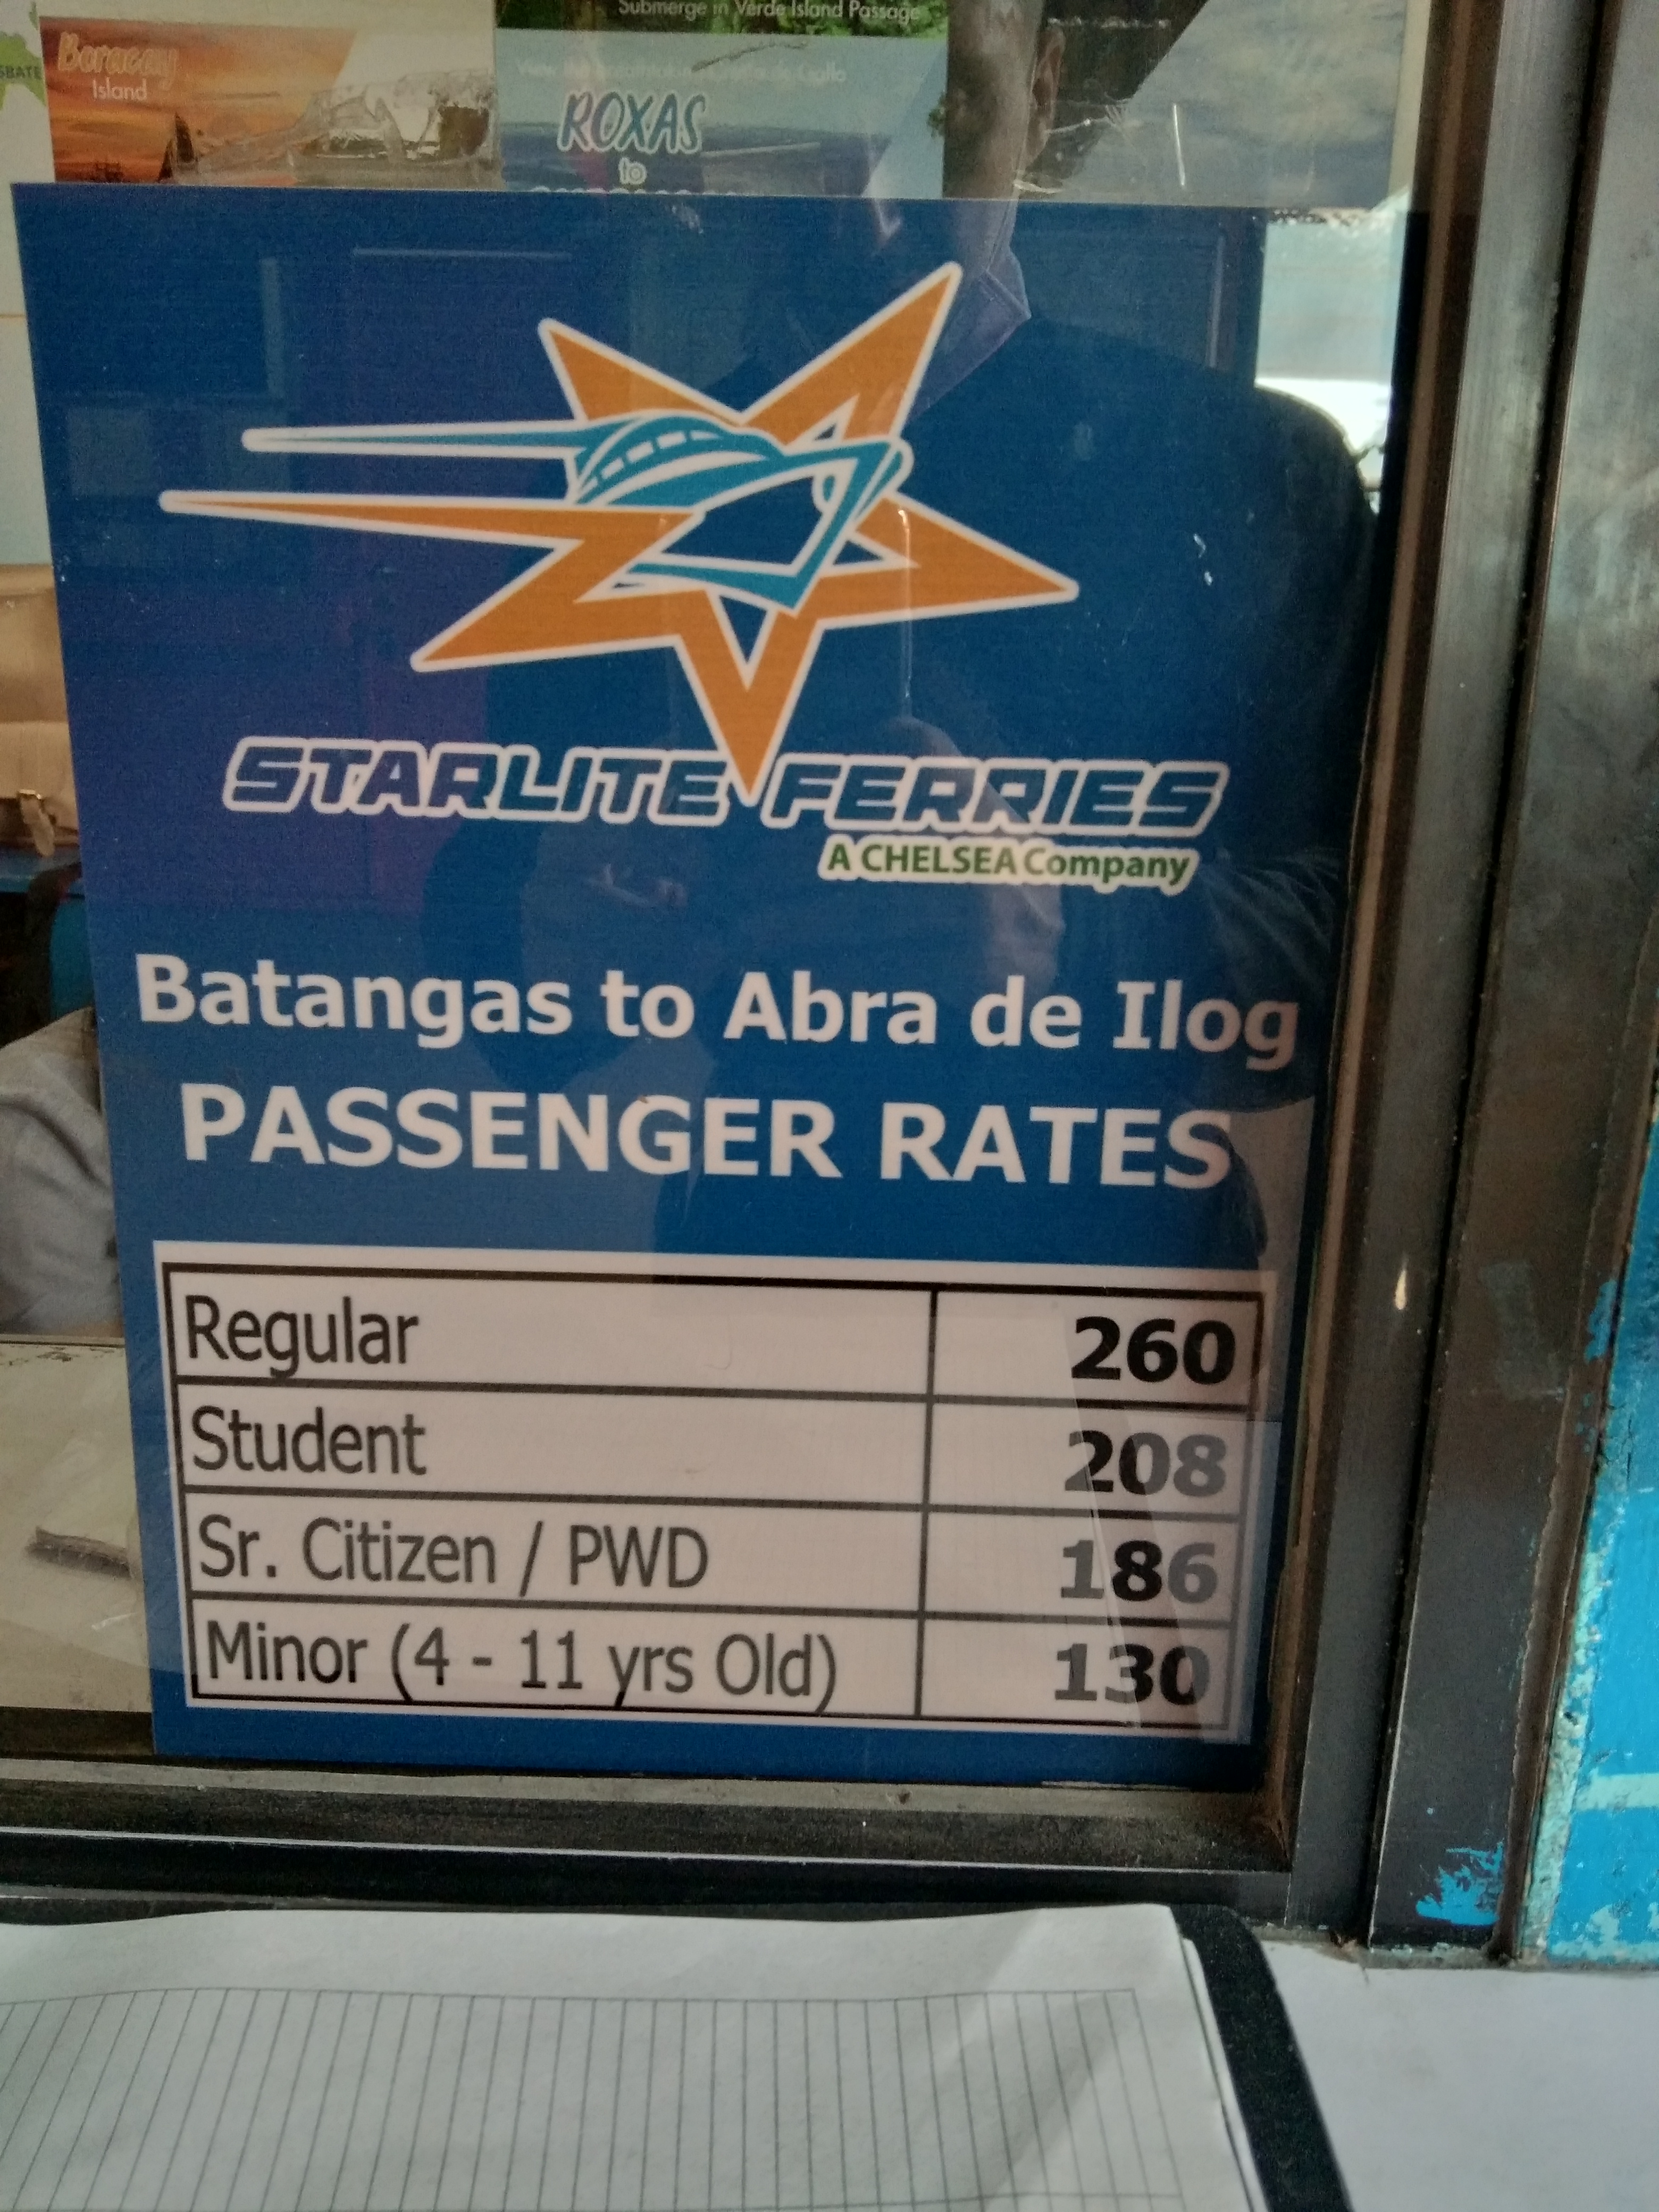 Submerge in Verde Island Passage
SBATE
Boracay
Island
ROXAS
to
STARLITE FERRIES
A CHELSEA Company
Batangas to Abra de Ilog
PASSENGER RATES
Regular 260
Student 208
Sr. Citizen / PWD 186
Minor (4 - 11 yrs Old) 130